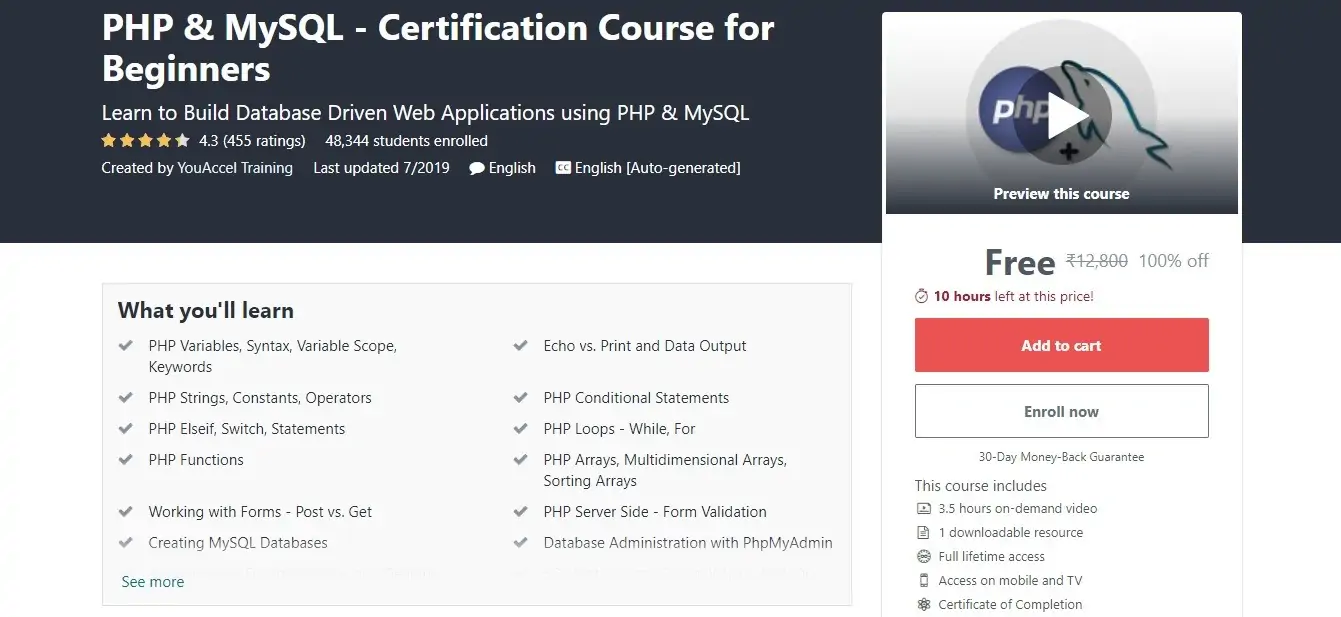 PHP & MySQL - Certification Course for
Beginners
Learn to Build Database Driven Web Applications using PHP & MySQL
4.3 (455 ratings) 48,344 students enrolled
Created by YouAccel Training Last updated 7/2019 English CC English [Auto-generated]
php
Preview this course
Free ₹12,800 100% off
10 hours left at this price!
Add to cart
Enroll now
30-Day Money-Back Guarantee
This course includes
3.5 hours on-demand video
1 downloadable resource
Full lifetime access
Access on mobile and TV
Certificate of Completion
What you'll learn
PHP Variables, Syntax, Variable Scope,
Keywords
Echo vs. Print and Data Output
PHP Strings, Constants, Operators
PHP Conditional Statements
PHP Elseif, Switch, Statements
PHP Loops - While, For
PHP Functions
PHP Arrays, Multidimensional Arrays,
Sorting Arrays
Working with Forms - Post vs. Get
PHP Server Side - Form Validation
Creating MySQL Databases
Database Administration with PhpMyAdmin
See more